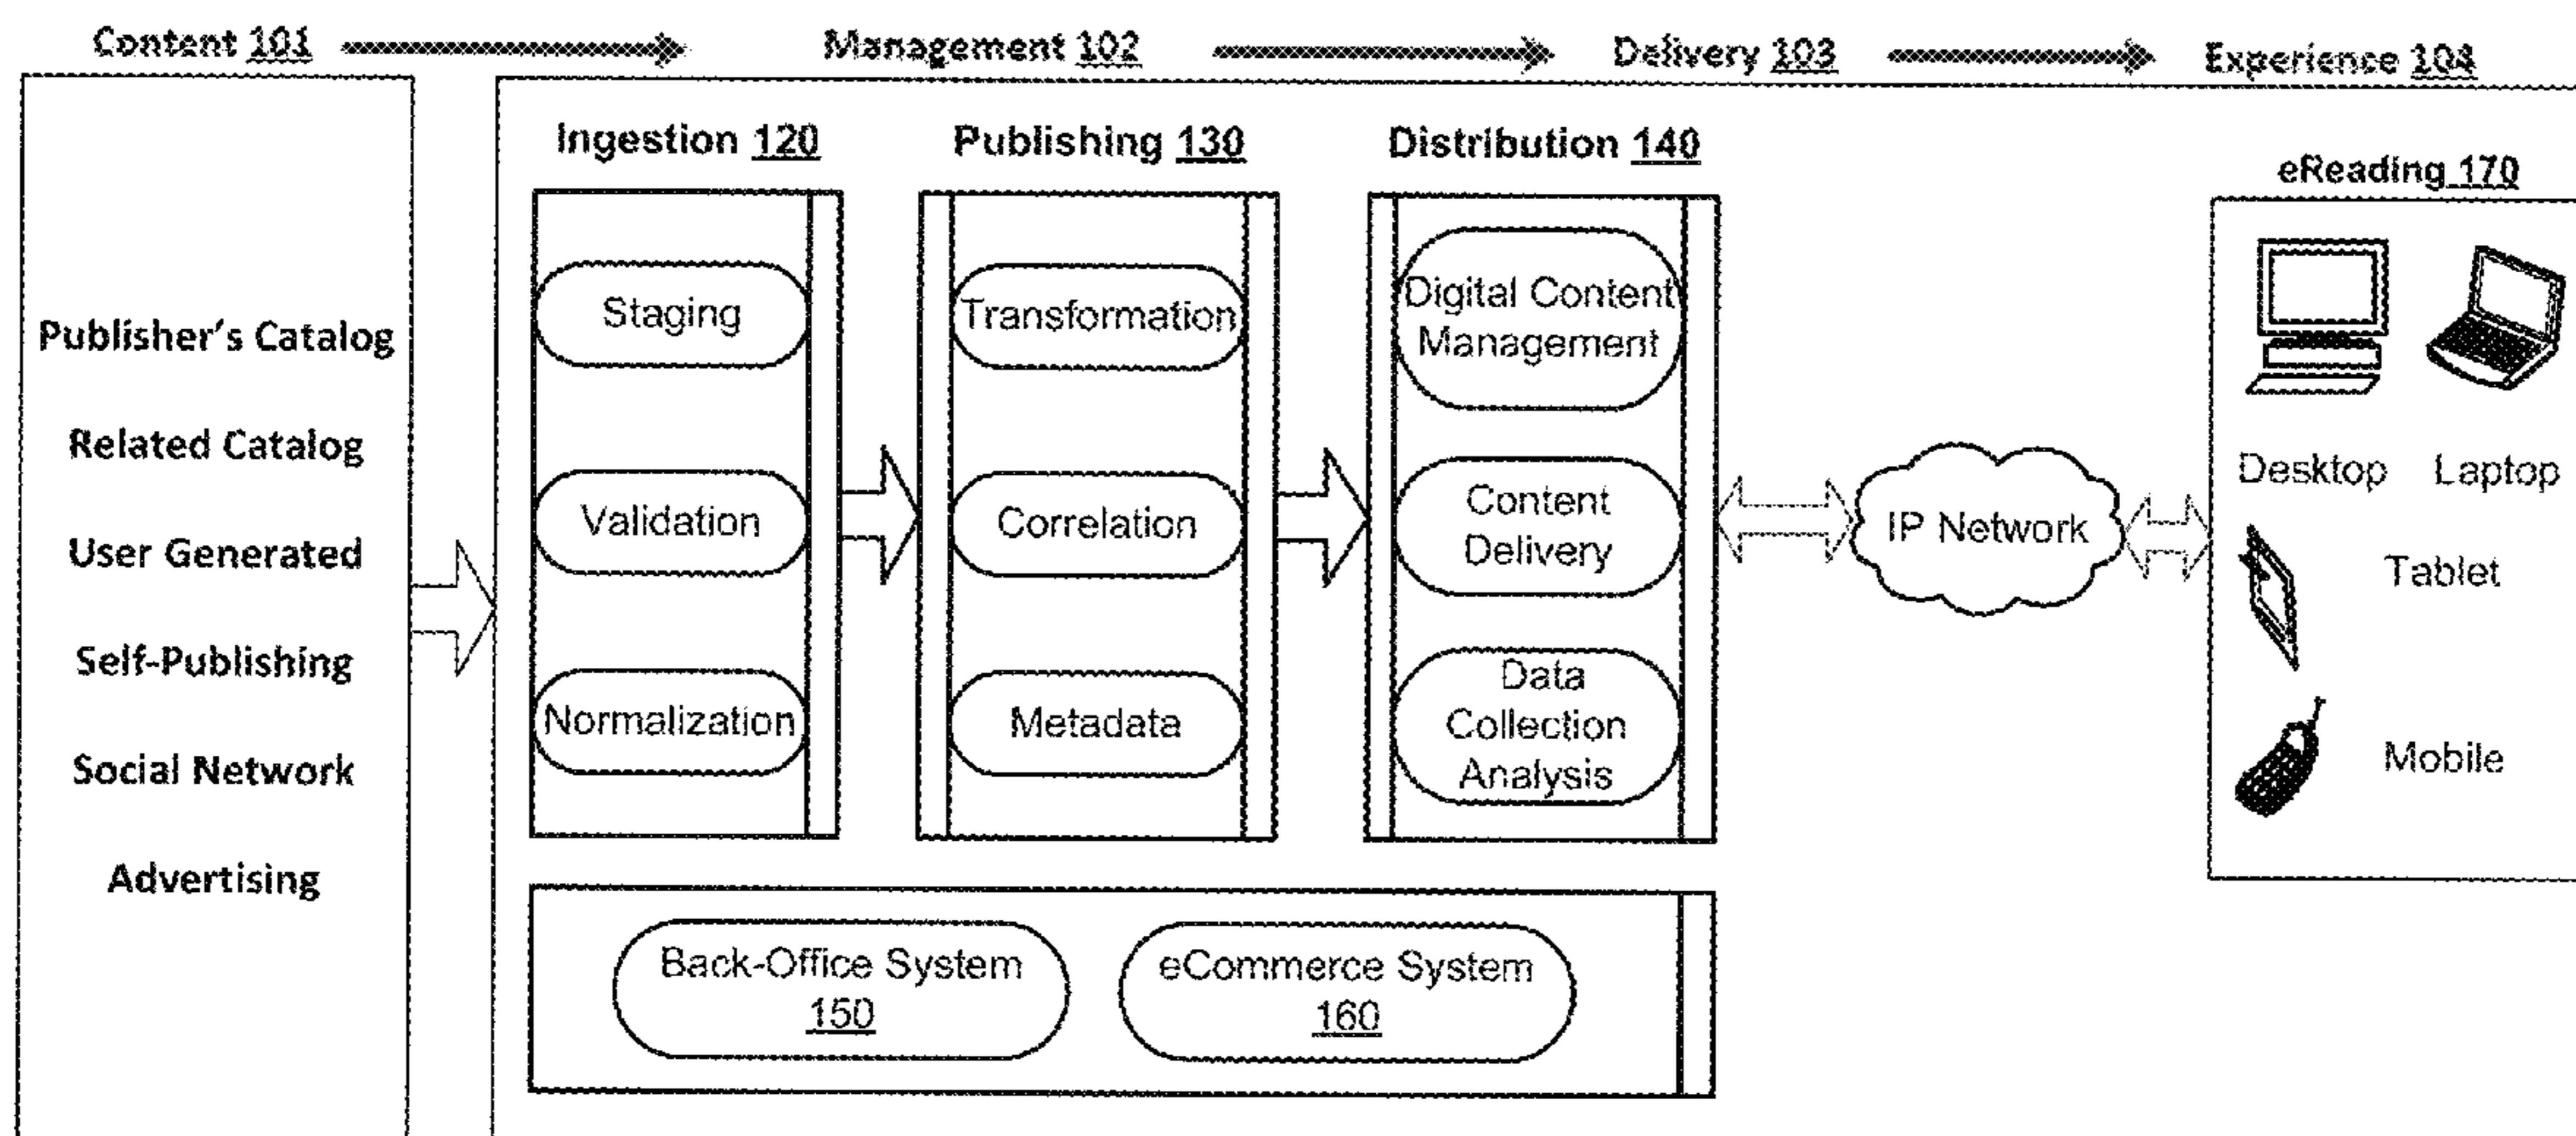 Content 101
Management 102
Delivery 103
Experience 104
Publisher's Catalog
Related Catalog
User Generated
Self-Publishing
Social Network
Advertising
Ingestion 120
Staging
Validation
Normalization
Publishing 130
Transformation
Correlation
Metadata
Distribution 140
Digital Content
Management
Content
Delivery
Data
Collection
Analysis
Back-Office System
150
eCommerce System
160
IP Network
eReading 170
Desktop
Laptop
Tablet
Mobile